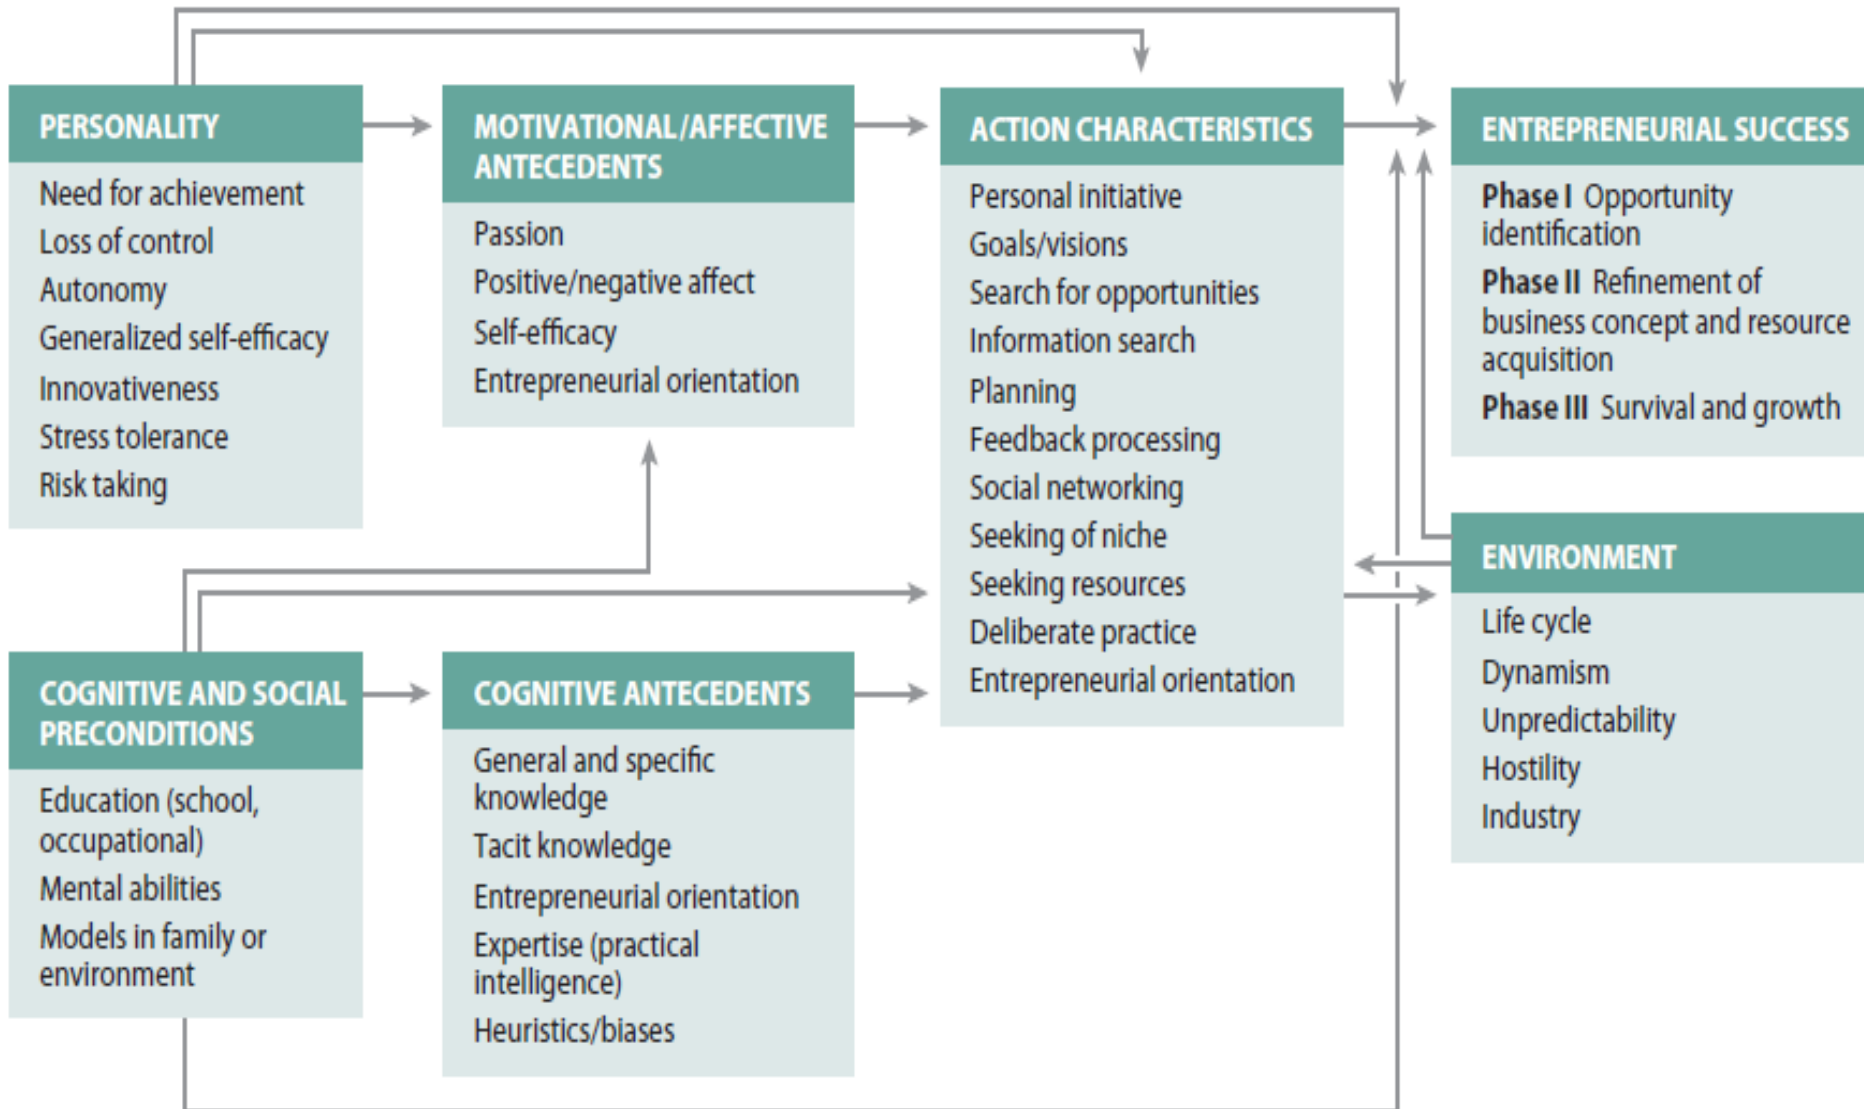 PERSONALITY
Need for achievement
Loss of control
Autonomy
Generalized self-efficacy
Innovativeness
Stress tolerance
Risk taking
MOTIVATIONAL/AFFECTIVE
ANTECEDENTS
Passion
Positive/negative affect
Self-efficacy
Entrepreneurial orientation
ACTION CHARACTERISTICS
Personal initiative
Goals/visions
Search for opportunities
Information search
Planning
Feedback processing
Social networking
Seeking of niche
Seeking resources
Deliberate practice
Entrepreneurial orientation
ENTREPRENEURIAL SUCCESS
Phase I Opportunity
identification
Phase II Refinement of
business concept and resource
acquisition
Phase III Survival and growth
ENVIRONMENT
Life cycle
Dynamism
Unpredictability
Hostility
Industry
COGNITIVE AND SOCIAL
PRECONDITIONS
Education (school,
occupational)
Mental abilities
Models in family or
environment
COGNITIVE ANTECEDENTS
General and specific
knowledge
Tacit knowledge
Entrepreneurial orientation
Expertise (practical
intelligence)
Heuristics/biases